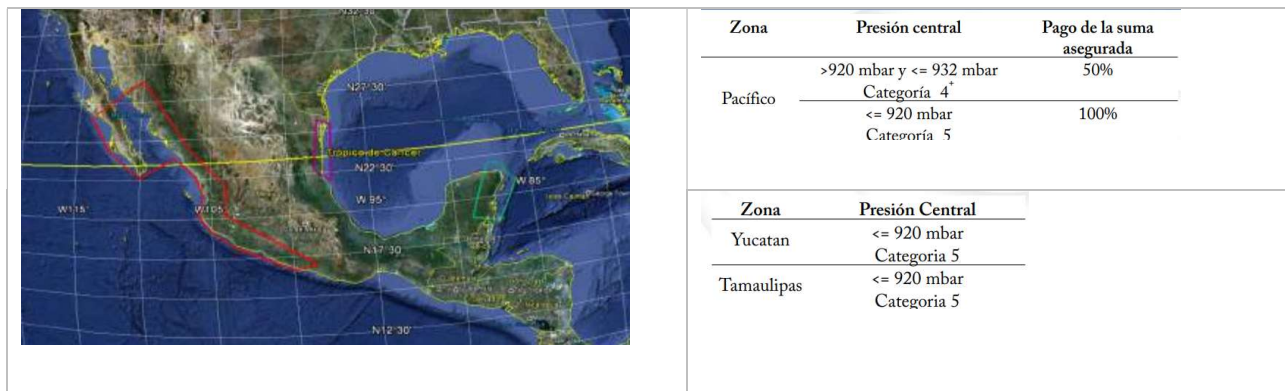 N27°30'
Trópico de Cancer
N22°30'
W 95°
W 85°
W115°
W105°
N17°30'
N12°30'
Zona Presión central Pago de la suma
asegurada
>920 mbar y <= 932 mbar 50%
Categoría 4+
Pacífico
<= 920 mbar 100%
Categoría 5
Zona Presión Central
Yucatan <= 920 mbar
Categoria 5
Tamaulipas <= 920 mbar
Categoria 5